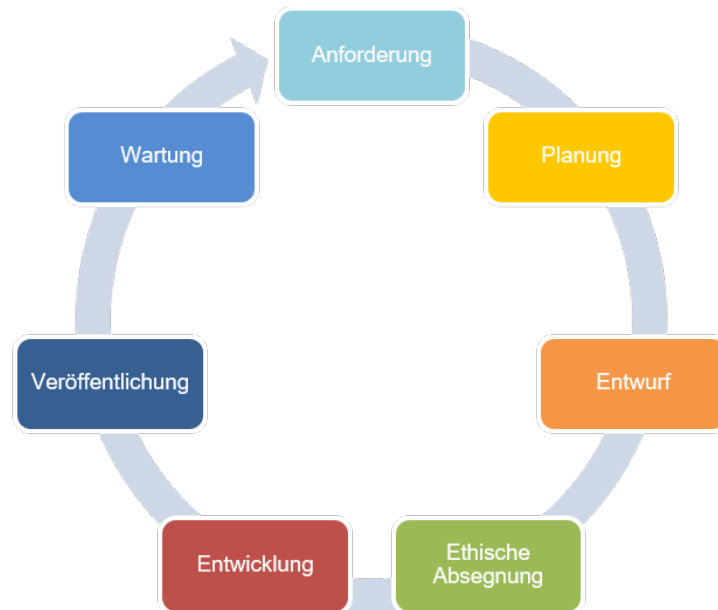 Anforderung
Planung
Entwurf
Ethische
Absegnung
Entwicklung
Veröffentlichung
Wartung